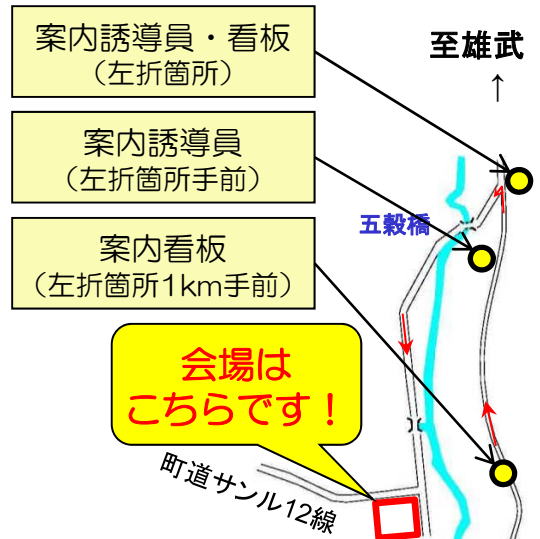 案内誘導員・看板
（左折箇所）
至雄武
↑
案内誘導員
（左折箇所手前）
五穀橋
案内看板
（左折箇所1km手前）
会場は
こちらです！
町道サンル12線